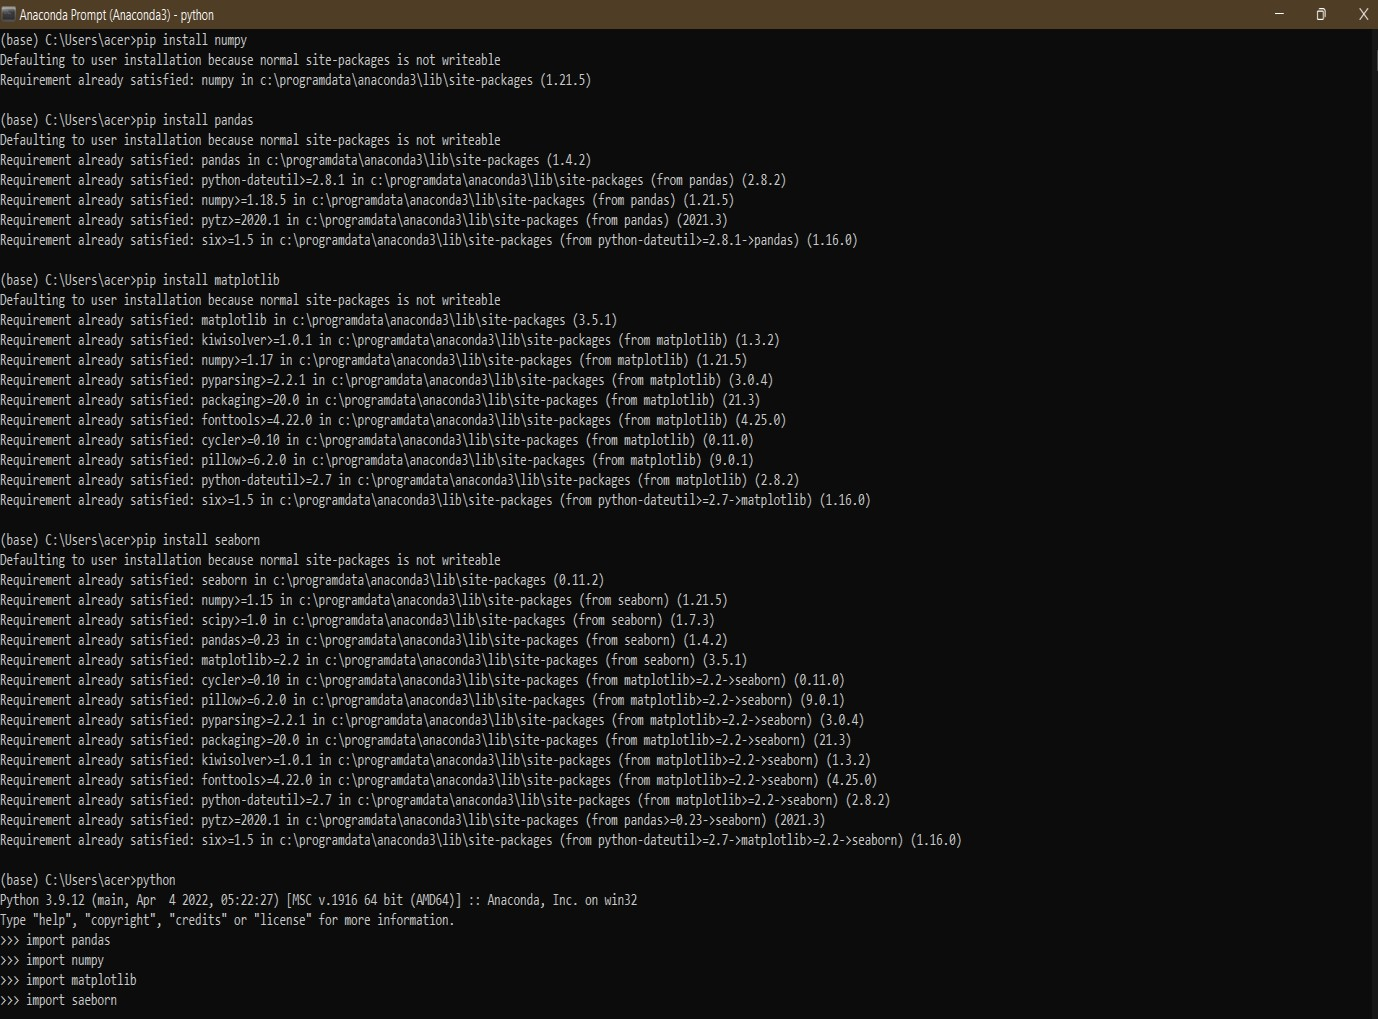 Anaconda Prompt (Anaconda3) - python
(base) C:\Users\acer>pip install numpy
Defaulting to user installation because normal site-packages is not writeable
Requirement already satisfied: numpy in c:\programdata\anaconda3\lib\site-packages (1.21.5)
(base) C:\Users\acer>pip install pandas
Defaulting to user installation because normal site-packages is not writeable
Requirement already satisfied: pandas in c:\programdata\anaconda3\lib\site-packages (1.4.2)
Requirement already satisfied: python-dateutil>=2.8.1 in c:\programdata\anaconda3\lib\site-packages (from pandas) (2.8.2)
Requirement already satisfied: numpy>=1.18.5 in c:\programdata\anaconda3\lib\site-packages (from pandas) (1.21.5)
Requirement already satisfied: pytz>=2020.1 in c:\programdata\anaconda3\lib\site-packages (from pandas) (2021.3)
Requirement already satisfied: six>=1.5 in c:\programdata\anaconda3\lib\site-packages (from python-dateutil>=2.8.1->pandas) (1.16.0)
(base) C:\Users\acer>pip install matplotlib
Defaulting to user installation because normal site-packages is not writeable
Requirement already satisfied: matplotlib in c:\programdata\anaconda3\lib\site-packages (3.5.1)
Requirement already satisfied: kiwisolver>=1.0.1 in c:\programdata\anaconda3\lib\site-packages (from matplotlib) (1.3.2)
Requirement already satisfied: numpy>=1.17 in c:\programdata\anaconda3\lib\site-packages (from matplotlib) (1.21.5)
Requirement already satisfied: pyparsing>=2.2.1 in c:\programdata\anaconda3\lib\site-packages (from matplotlib) (3.0.4)
Requirement already satisfied: packaging>=20.0 in c:\programdata\anaconda3\lib\site-packages (from matplotlib) (21.3)
Requirement already satisfied: fonttools>=4.22.0 in c:\programdata\anaconda3\lib\site-packages (from matplotlib) (4.25.0)
Requirement already satisfied: cycler>=0.10 in c:\programdata\anaconda3\lib\site-packages (from matplotlib) (0.11.0)
Requirement already satisfied: pillow>=6.2.0 in c:\programdata\anaconda3\lib\site-packages (from matplotlib) (9.0.1)
Requirement already satisfied: python-dateutil>=2.7 in c:\programdata\anaconda3\lib\site-packages (from matplotlib) (2.8.2)
Requirement already satisfied: six>=1.5 in c:\programdata\anaconda3\lib\site-packages (from python-dateutil>=2.7->matplotlib) (1.16.0)
(base) C:\Users\acer>pip install seaborn
Defaulting to user installation because normal site-packages is not writeable
Requirement already satisfied: seaborn in c:\programdata\anaconda3\lib\site-packages (0.11.2)
Requirement already satisfied: numpy>=1.15 in c:\programdata\anaconda3\lib\site-packages (from seaborn) (1.21.5)
Requirement already satisfied: scipy>=1.0 in c:\programdata\anaconda3\lib\site-packages (from seaborn) (1.7.3)
Requirement already satisfied: pandas>=0.23 in c:\programdata\anaconda3\lib\site-packages (from seaborn) (1.4.2)
Requirement already satisfied: matplotlib>=2.2 in c:\programdata\anaconda3\lib\site-packages (from seaborn) (3.5.1)
Requirement already satisfied: cycler>=0.10 in c:\programdata\anaconda3\lib\site-packages (from matplotlib>=2.2->seaborn) (0.11.0)
Requirement already satisfied: pillow>=6.2.0 in c:\programdata\anaconda3\lib\site-packages (from matplotlib>=2.2->seaborn) (9.0.1)
Requirement already satisfied: pyparsing>=2.2.1 in c:\programdata\anaconda3\lib\site-packages (from matplotlib>=2.2->seaborn) (3.0.4)
Requirement already satisfied: packaging>=20.0 in c:\programdata\anaconda3\lib\site-packages (from matplotlib>=2.2->seaborn) (21.3)
Requirement already satisfied: kiwisolver>=1.0.1 in c:\programdata\anaconda3\lib\site-packages (from matplotlib>=2.2->seaborn) (1.3.2)
Requirement already satisfied: fonttools>=4.22.0 in c:\programdata\anaconda3\lib\site-packages (from matplotlib>=2.2->seaborn) (4.25.0)
Requirement already satisfied: python-dateutil>=2.7 in c:\programdata\anaconda3\lib\site-packages (from matplotlib>=2.2->seaborn) (2.8.2)
Requirement already satisfied: pytz>=2020.1 in c:\programdata\anaconda3\lib\site-packages (from pandas>=0.23->seaborn) (2021.3)
Requirement already satisfied: six>=1.5 in c:\programdata\anaconda3\lib\site-packages (from python-dateutil>=2.7->matplotlib>=2.2->seaborn) (1.16.0)
(base) C:\Users\acer>python
Python 3.9.12 (main, Apr  4 2022, 05:22:27) [MSC v.1916 64 bit (AMD64)] :: Anaconda, Inc. on win32
Type "help", "copyright", "credits" or "license" for more information.
>>> import pandas
>>> import numpy
>>> import matplotlib
>>> import saeborn